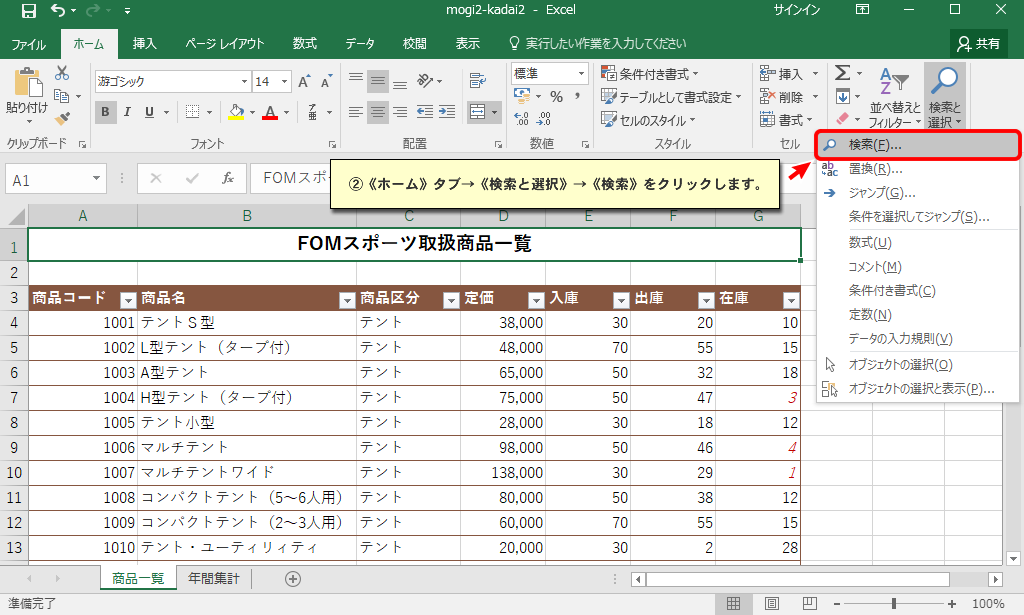 mogi2-kadai2 - Excel サインイン
ファイル ホーム 挿入 ページ レイアウト 数式 データ 校閲 表示 実行したい作業を入力してください 共有
貼り付け 游ゴシック 14 標準 条件付き書式 挿入
B I U % , テーブルとして書式設定 削除 並べ替えと フィルター 検索と 選択
セルのスタイル 書式
クリップボード フォント 配置 数値 スタイル セル
検索(F)...
置換(R)...
ジャンプ(G)...
条件を選択してジャンプ(S)...
数式(U)
コメント(M)
条件付き書式(C)
定数(N)
データの入力規則(V)
オブジェクトの選択(O)
オブジェクトの選択と表示(P)...
②《ホーム》タブ→《検索と選択》→《検索》をクリックします。
A1 fx FOMスポ
A B C D E F G
1 FOMスポーツ取扱商品一覧
2
3 商品コード 商品名 商品区分 定価 入庫 出庫 在庫
4 1001 テントS型 テント 38,000 30 20 10
5 1002 L型テント（タープ付） テント 48,000 70 55 15
6 1003 A型テント テント 65,000 50 32 18
7 1004 H型テント（タープ付） テント 75,000 50 47 3
8 1005 テント小型 テント 28,000 30 18 12
9 1006 マルチテント テント 98,000 50 46 4
10 1007 マルチテントワイド テント 138,000 30 29 1
11 1008 コンパクトテント（5～6人用） テント 80,000 50 38 12
12 1009 コンパクトテント（2～3人用） テント 60,000 70 55 15
13 1010 テント・ユーティリィティ テント 20,000 30 2 28
商品一覧 年間集計
準備完了 100%